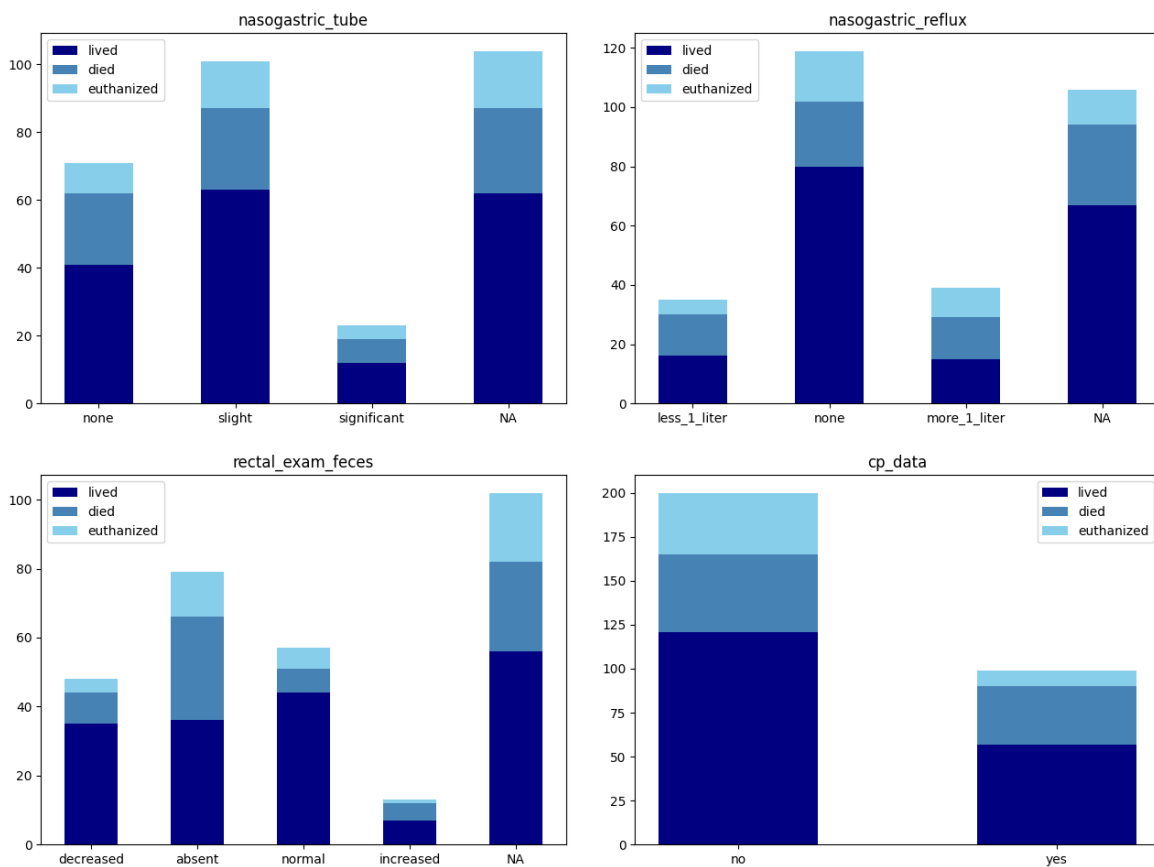 nasogastric_tube
lived
died
euthanized
100
80
60
40
20
0
none slight significant NA
nasogastric_reflux
lived
died
euthanized
120
100
80
60
40
20
0
less_1_liter none more_1_liter NA
rectal_exam_feces
lived
died
euthanized
100
80
60
40
20
0
decreased absent normal increased NA
cp_data
lived
died
euthanized
200
175
150
125
100
75
50
25
0
no yes